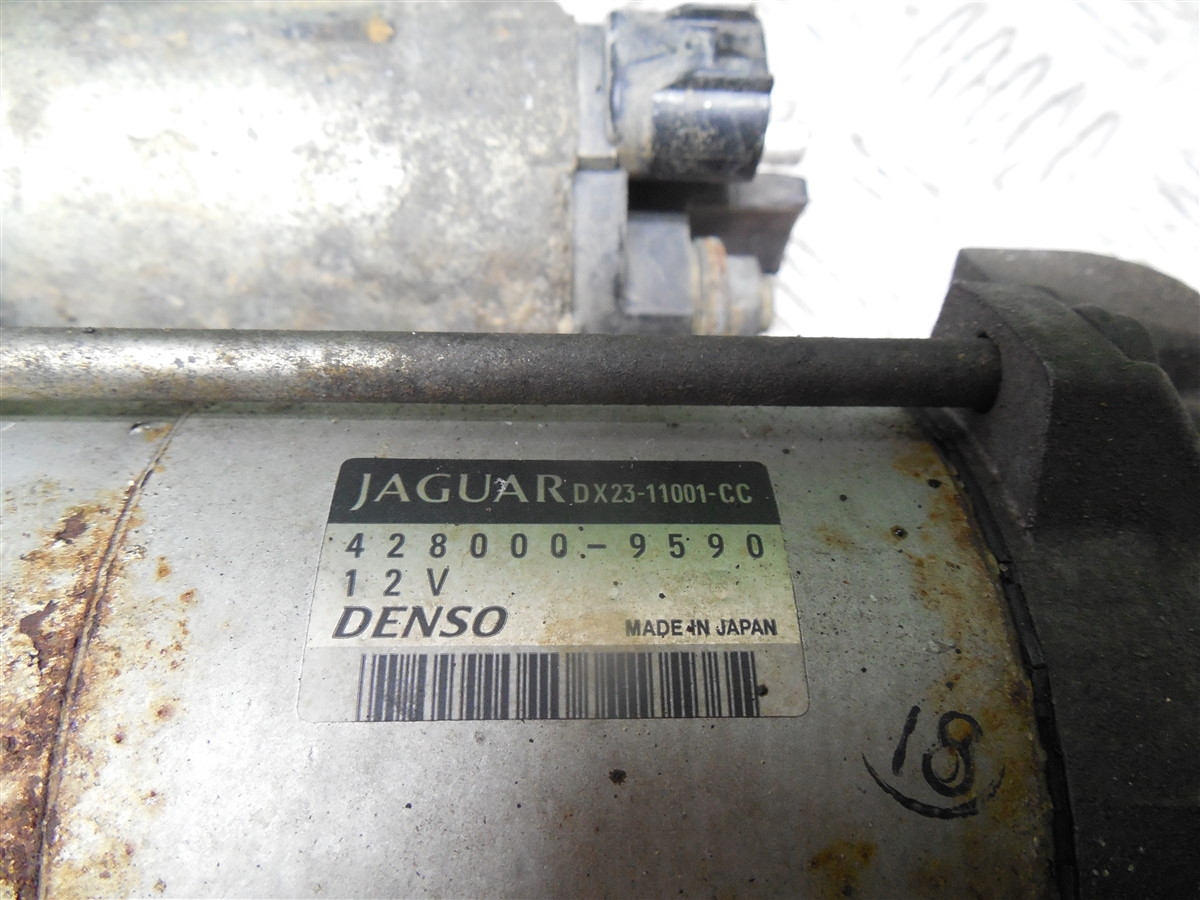 JAGUAR DX23-11001-CC
428000-9590
12V
DENSO MADE IN JAPAN
18